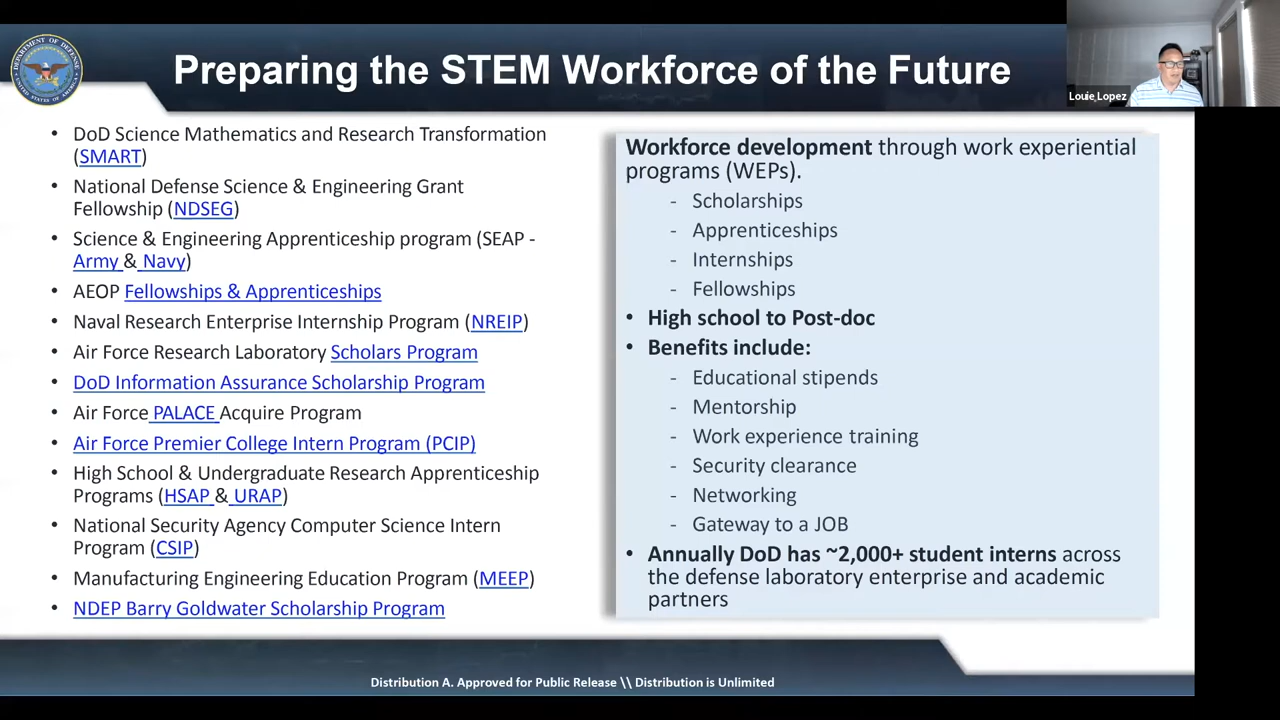 Preparing the STEM Workforce of the Future
Louie Lopez
• DoD Science Mathematics and Research Transformation
(SMART)
• National Defense Science & Engineering Grant
Fellowship (NDSEG)
• Science & Engineering Apprenticeship program (SEAP -
Army & Navy)
• AEOP Fellowships & Apprenticeships
• Naval Research Enterprise Internship Program (NREIP)
• Air Force Research Laboratory Scholars Program
• DoD Information Assurance Scholarship Program
• Air Force PALACE Acquire Program
• Air Force Premier College Intern Program (PCIP)
• High School & Undergraduate Research Apprenticeship
Programs (HSAP & URAP)
• National Security Agency Computer Science Intern
Program (CSIP)
• Manufacturing Engineering Education Program (MEEP)
• NDEP Barry Goldwater Scholarship Program
Workforce development through work experiential
programs (WEPs).
- Scholarships
- Apprenticeships
- Internships
- Fellowships
• High school to Post-doc
• Benefits include:
- Educational stipends
- Mentorship
- Work experience training
- Security clearance
- Networking
- Gateway to a JOB
• Annually DoD has ~2,000+ student interns across
the defense laboratory enterprise and academic
partners
Distribution A. Approved for Public Release \\ Distribution is Unlimited
DEPARTMENT OF DEFENSE
UNITED STATES OF AMERICA